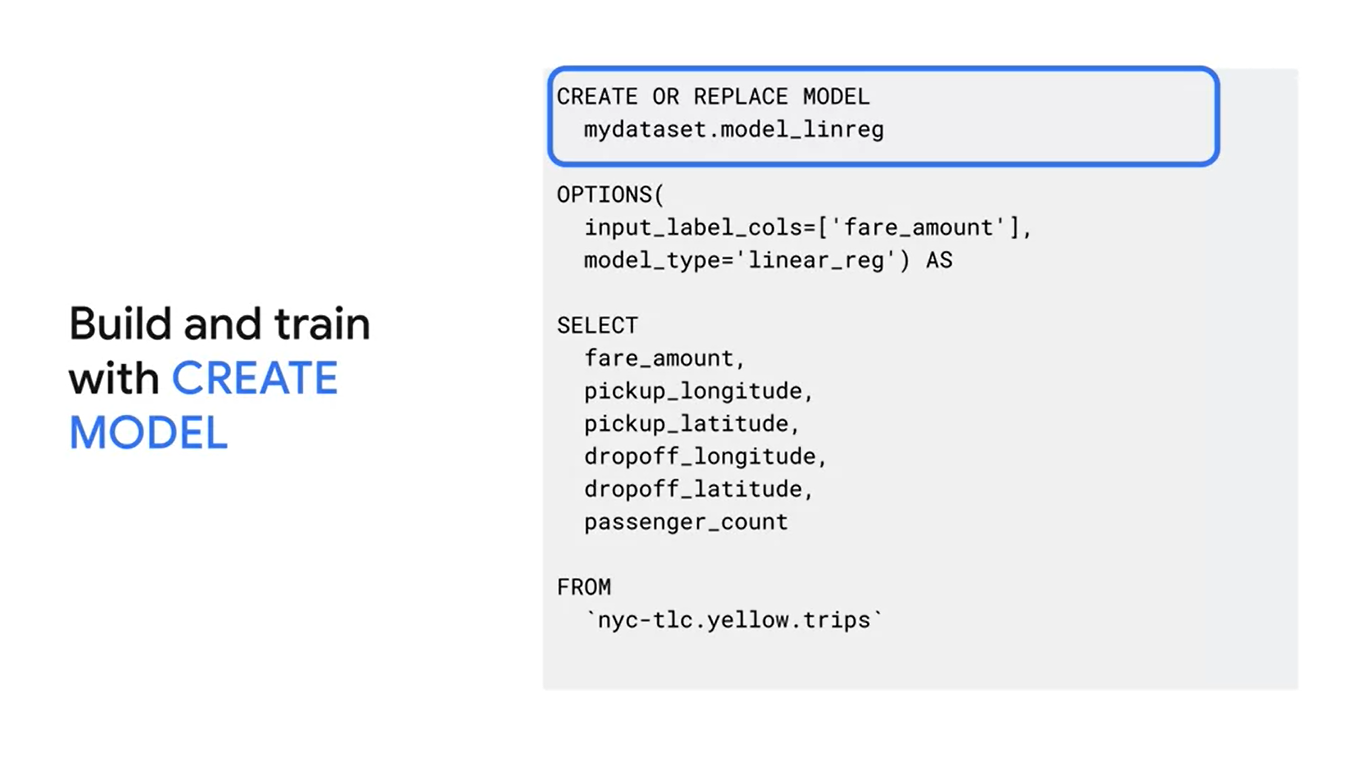 Build and train
with CREATE
MODEL
CREATE OR REPLACE MODEL
mydataset.model_linreg
OPTIONS(
input_label_cols=['fare_amount'],
model_type='linear_reg') AS
SELECT
fare_amount,
pickup_longitude,
pickup_latitude,
dropoff_longitude,
dropoff_latitude,
passenger_count
FROM
`nyc-tlc.yellow.trips`